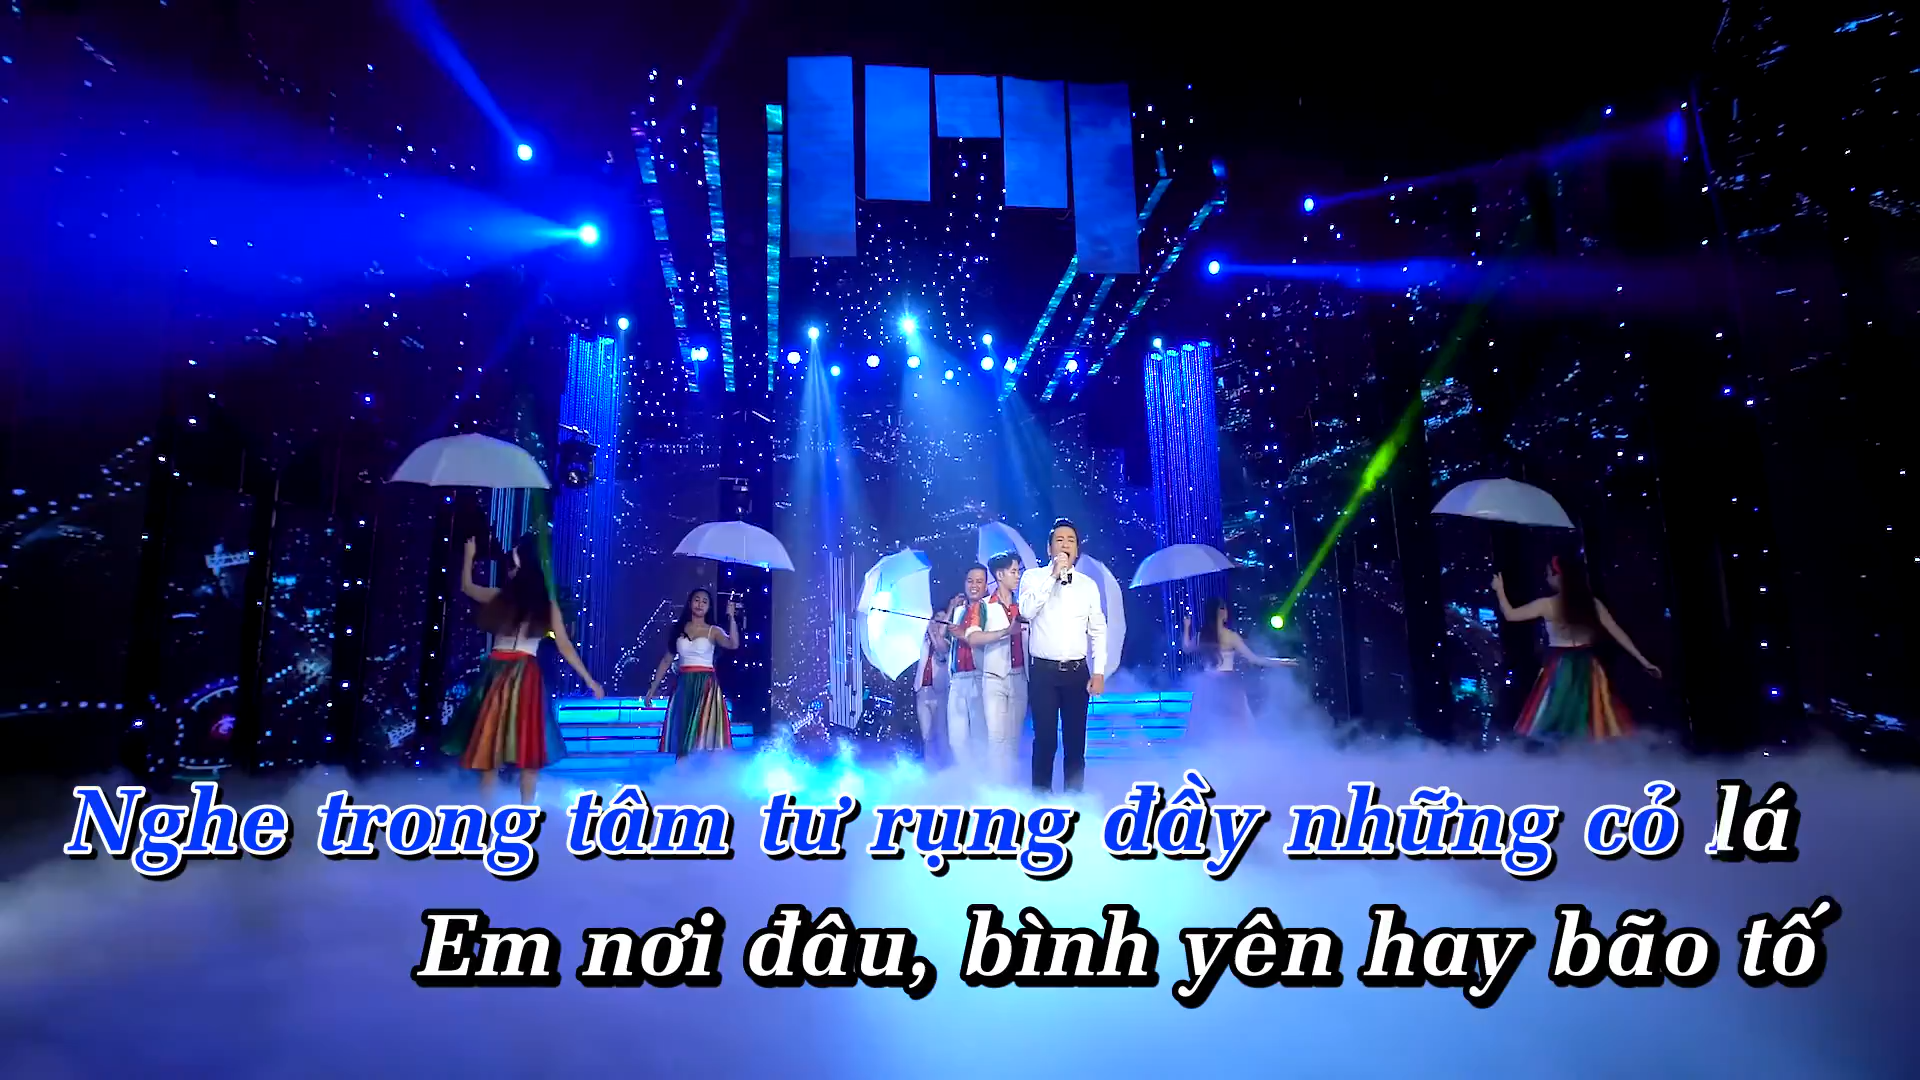 Nghe trong tâm tư rụng đầy những cỏ lá
Em nơi đâu, bình yên hay bão tố